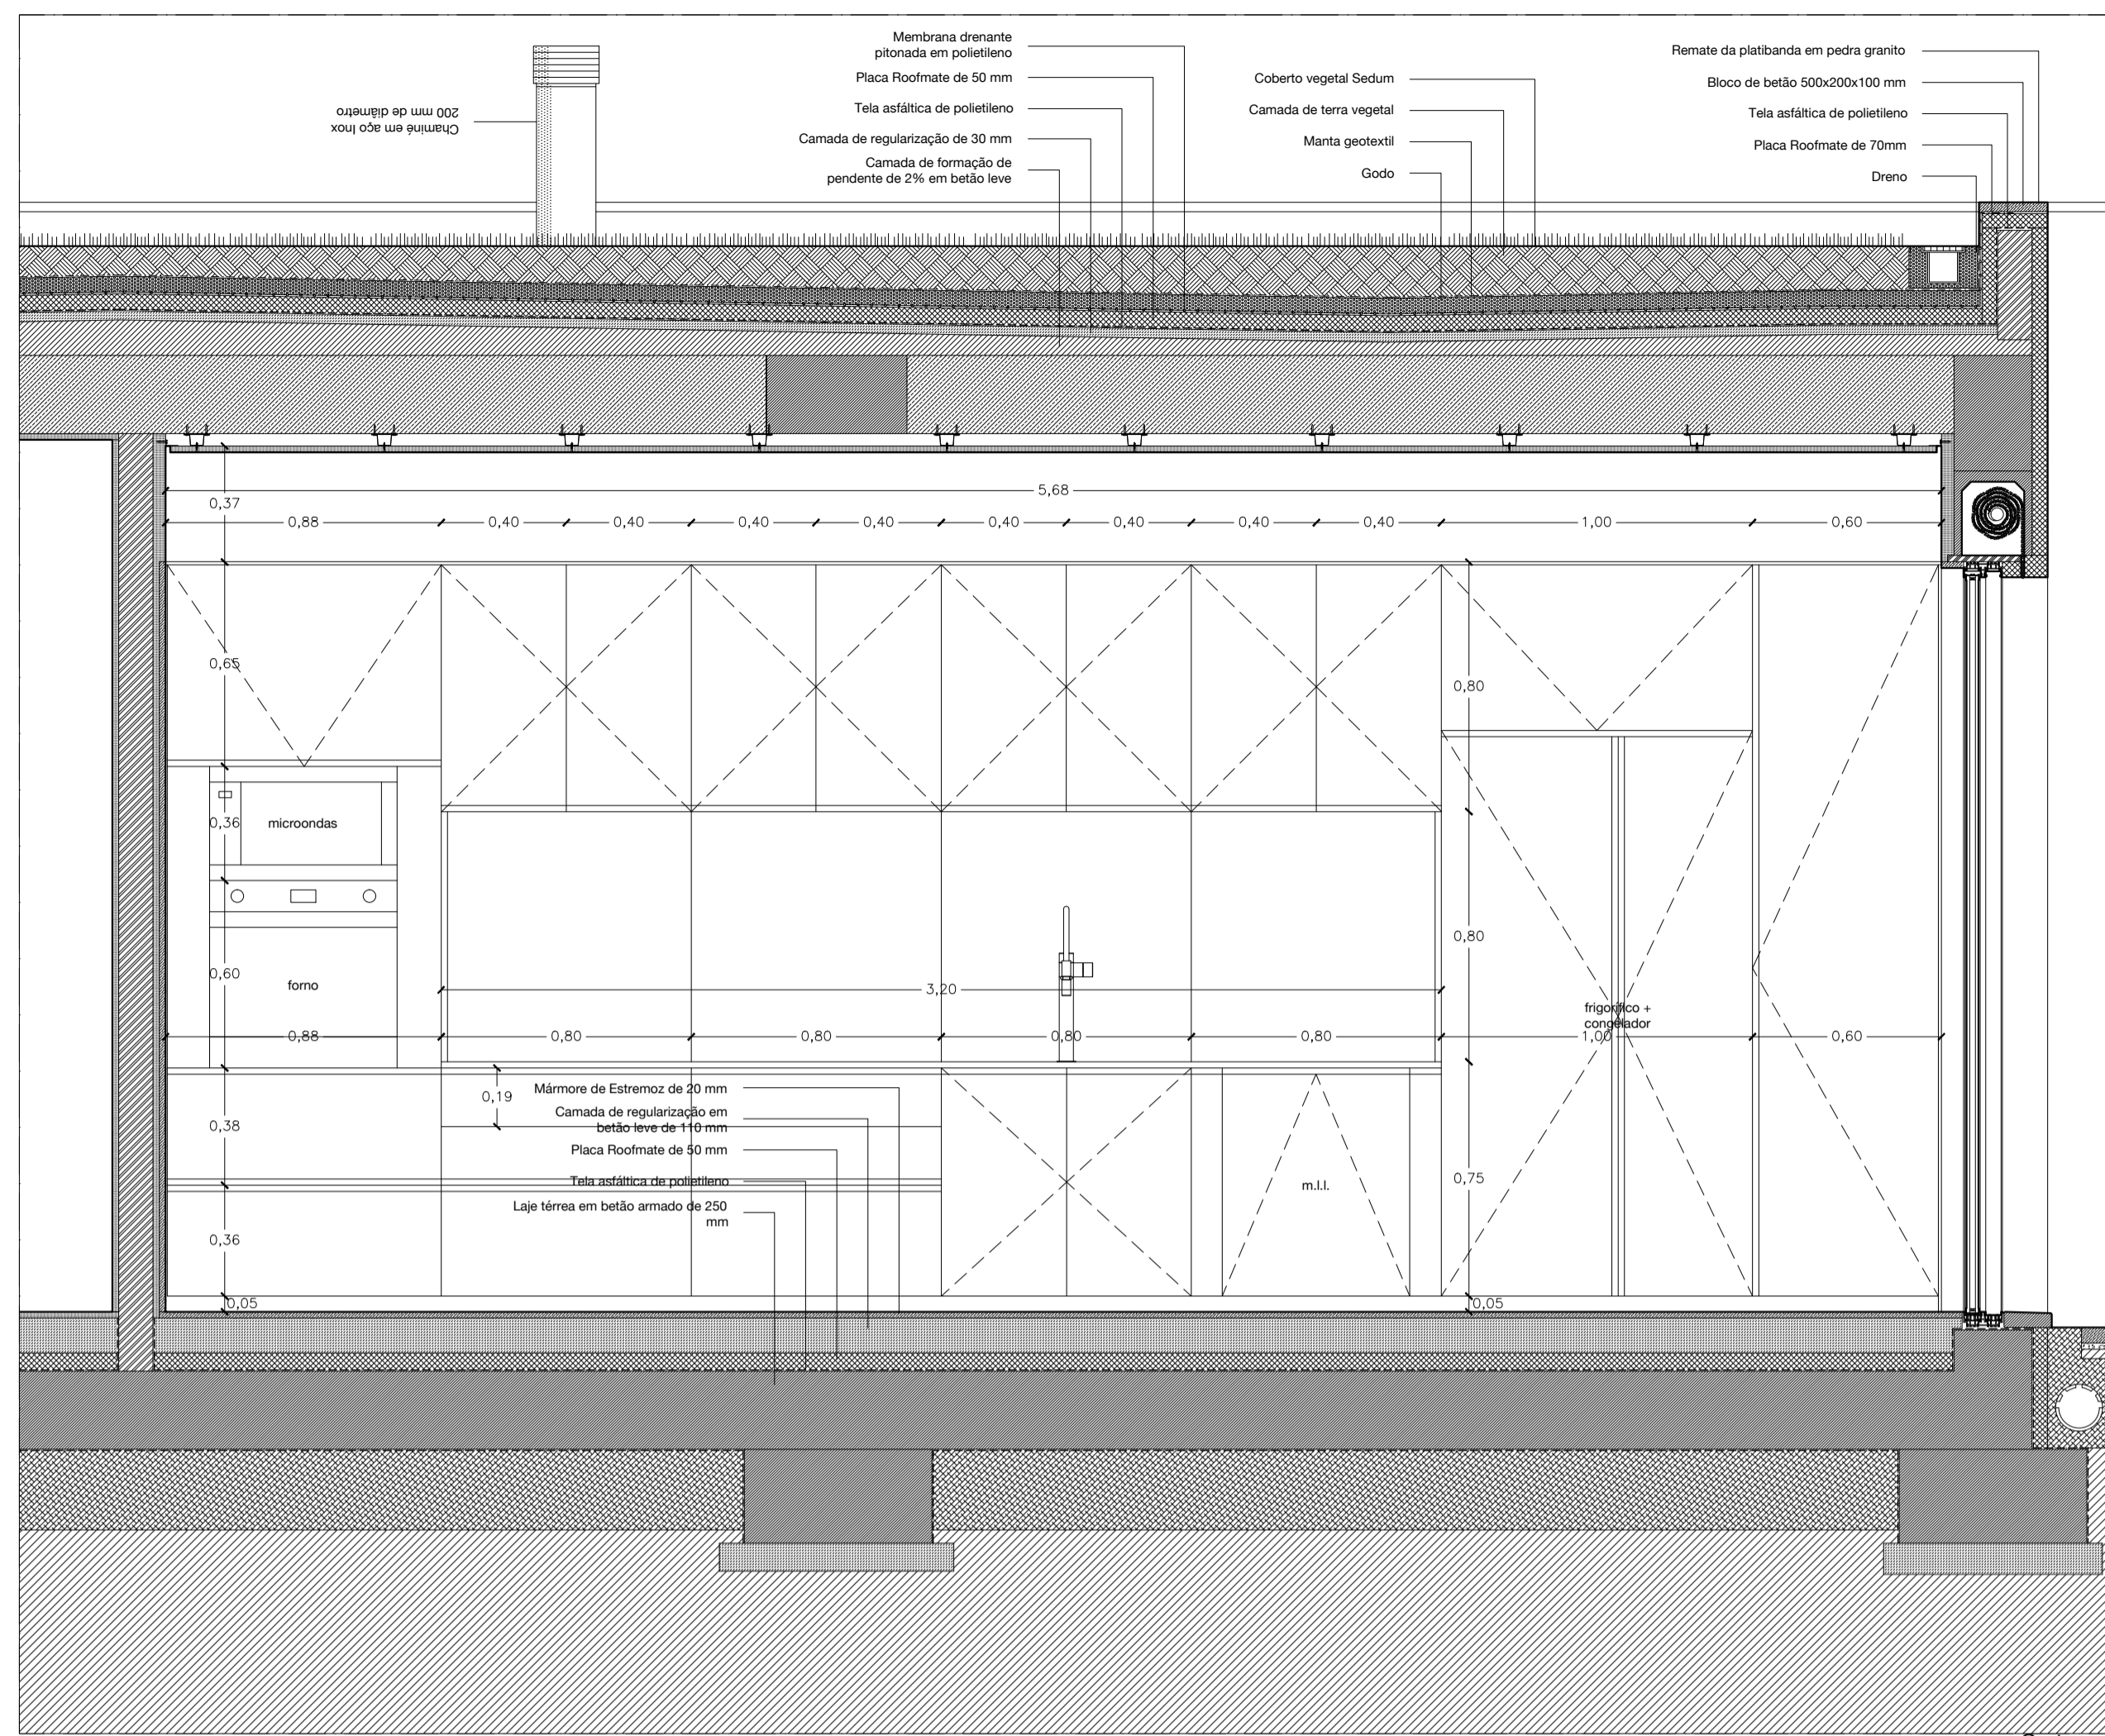 Membrana drenante
pitonada em polietileno
Placa Roofmate de 50 mm
Tela asfáltica de polietileno
Camada de regularização de 30 mm
Camada de formação de
pendente de 2% em betão leve
Coberto vegetal Sedum
Camada de terra vegetal
Manta geotextil
Godo
Remate da platibanda em pedra granito
Bloco de betão 500x200x100 mm
Tela asfáltica de polietileno
Placa Roofmate de 70mm
Dreno
Chaminé em aço Inox
200 mm de diâmetro
5,68
0,37
0,88 0,40 0,40 0,40 0,40 0,40 0,40 0,40 0,40 1,00 0,60
0,65
0,80
0,36
microondas
0,80
0,60
forno
3,20
frigorífico +
congelador
0,88 0,80 0,80 0,80 0,80 1,00 0,60
0,19
Mármore de Estremoz de 20 mm
Camada de regularização em
betão leve de 110 mm
Placa Roofmate de 50 mm
Tela asfáltica de polietileno
Laje térrea em betão armado de 250
mm
0,38
0,75
m.l.l.
0,36
0,05
0,05